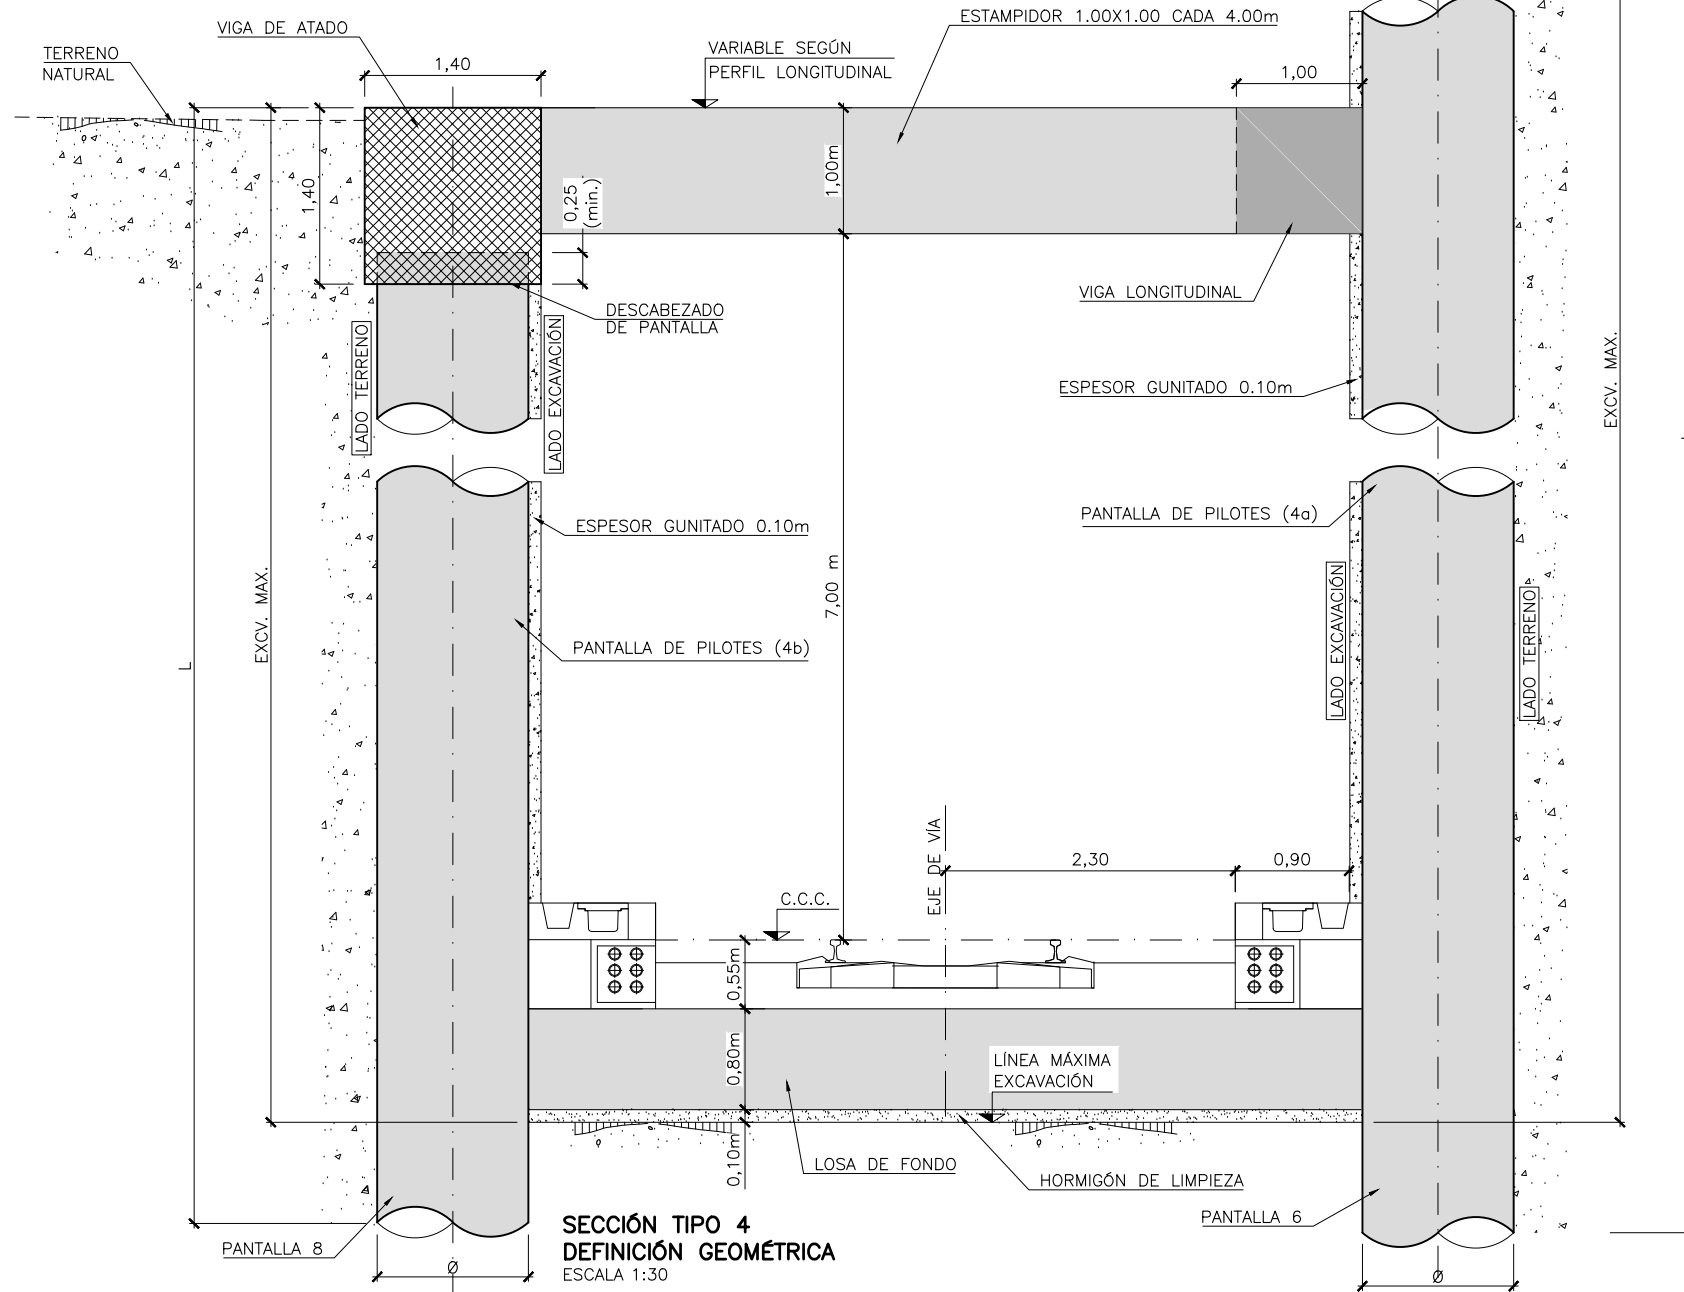 ESTAMPIDOR 1.00X1.00 CADA 4.00m
VIGA DE ATADO
TERRENO
NATURAL
VARIABLE SEGÚN
PERFIL LONGITUDINAL
1,40
1,00
1,40
0,25
(min.)
1,00m
VIGA LONGITUDINAL
DESCABEZADO
DE PANTALLA
LADO TERRENO
LADO EXCAVACIÓN
ESPESOR GUNITADO 0.10m
EXCV. MAX.
ESPESOR GUNITADO 0.10m
PANTALLA DE PILOTES (4a)
7,00 m
EXCV. MAX.
L
PANTALLA DE PILOTES (4b)
LADO EXCAVACIÓN
LADO TERRENO
EJE DE VÍA
2,30
0,90
C.C.C.
0,55m
0,80m
LÍNEA MÁXIMA
EXCAVACIÓN
0,10m
LOSA DE FONDO
HORMIGÓN DE LIMPIEZA
PANTALLA 6
SECCIÓN TIPO 4
DEFINICIÓN GEOMÉTRICA
ESCALA 1:30
PANTALLA 8
Ø
Ø